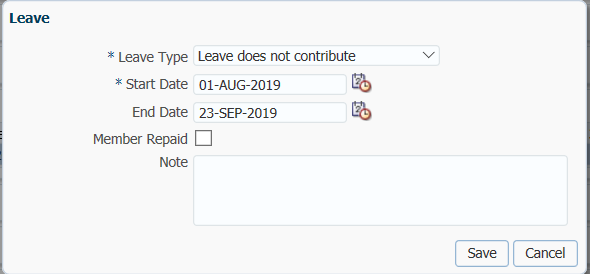 Leave
* Leave Type Leave does not contribute
* Start Date 01-AUG-2019
End Date 23-SEP-2019
Member Repaid
Note
Save Cancel